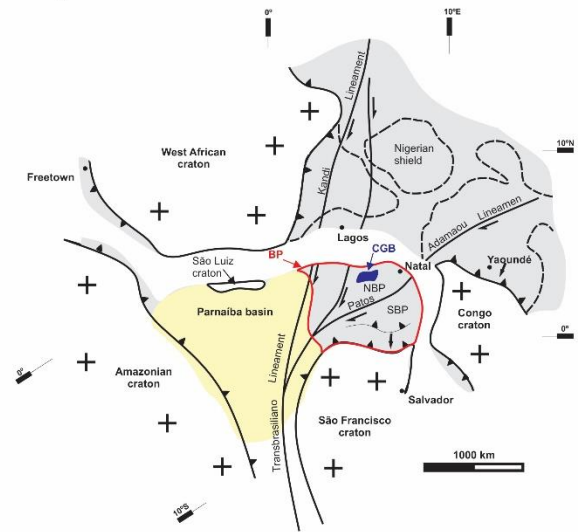 0°
10°E
West African
craton
Lineament
Nigerian
shield
10°N
Freetown
Kandi
Adamaou Lineamen
Lagos
CGB
BP
São Luiz
craton
Natal
Yaoundé
NBP
Patos
Parnaíba basin
SBP
Congo
craton
0°
0°
Amazonian
craton
Lineament
Salvador
São Francisco
craton
Transbrasiliano
1000 km
10°S